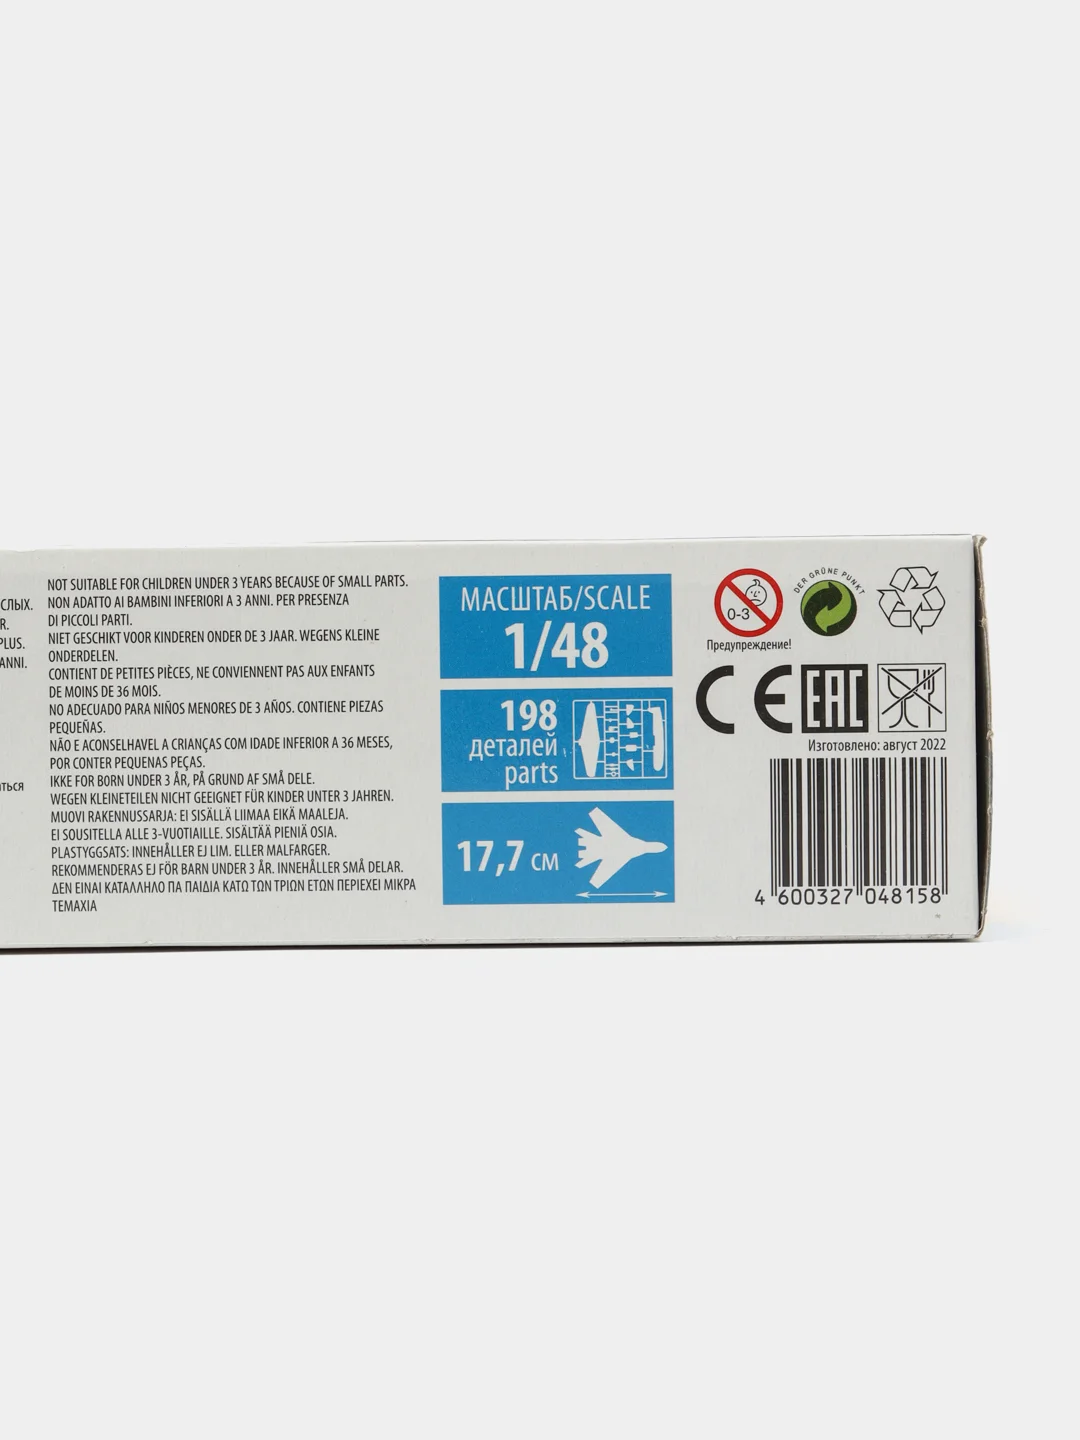 СЛЫХ.
R.
PLUS.
ANNI.
ться
NOT SUITABLE FOR CHILDREN UNDER 3 YEARS BECAUSE OF SMALL PARTS.
NON ADATTO AI BAMBINI INFERIORI A 3 ANNI. PER PRESENZA
DI PICCOLI PARTI.
NIET GESCHIKT VOOR KINDEREN ONDER DE 3 JAAR. WEGENS KLEINE
ONDERDELEN.
CONTIENT DE PETITES PIÈCES, NE CONVIENNENT PAS AUX ENFANTS
DE MOINS DE 36 MOIS.
NO ADECUADO PARA NIÑOS MENORES DE 3 AÑOS. CONTIENE PIEZAS
PEQUEÑAS.
NÃO E ACONSELHAVEL A CRIANÇAS COM IDADE INFERIOR A 36 MESES,
POR CONTER PEQUENAS PEÇAS.
IKKE FOR BORN UNDER 3 ÅR, PÅ GRUND AF SMÅ DELE.
WEGEN KLEINETEILEN NICHT GEEIGNET FÜR KINDER UNTER 3 JAHREN.
MUOVI RAKENNUSSARJA: EI SISÄLLÄ LIIMAA EIKÄ MAALEJA.
EI SOUSITELLA ALLE 3-VUOTIAILLE. SISÄLTÄÄ PIENIÄ OSIA.
PLASTYGGSATS: INNEHÅLLER EJ LIM. ELLER MALFARGER.
REKOMMENDERAS EJ FÖR BARN UNDER 3 ÅR. INNEHÅLLER SMÅ DELAR.
ΔΕΝ ΕΙΝΑΙ ΚΑΤΑΛΛΗΛΟ ΠΑ ΠΑΙΔΙΑ ΚΑΤΩ ΤΩΝ ΤΡΙΩΝ ΕΤΩΝ ΠΕΡΙΕΧΕΙ ΜΙΚΡΑ
ΤΕΜΑΧΙΑ
МАСШТАБ/SCALE
1/48
198
деталей
parts
17,7 см
0-3
Предупреждение!
DER GRÜNE PUNKT
CE EAC
Изготовлено: август 2022
4 600327 048158